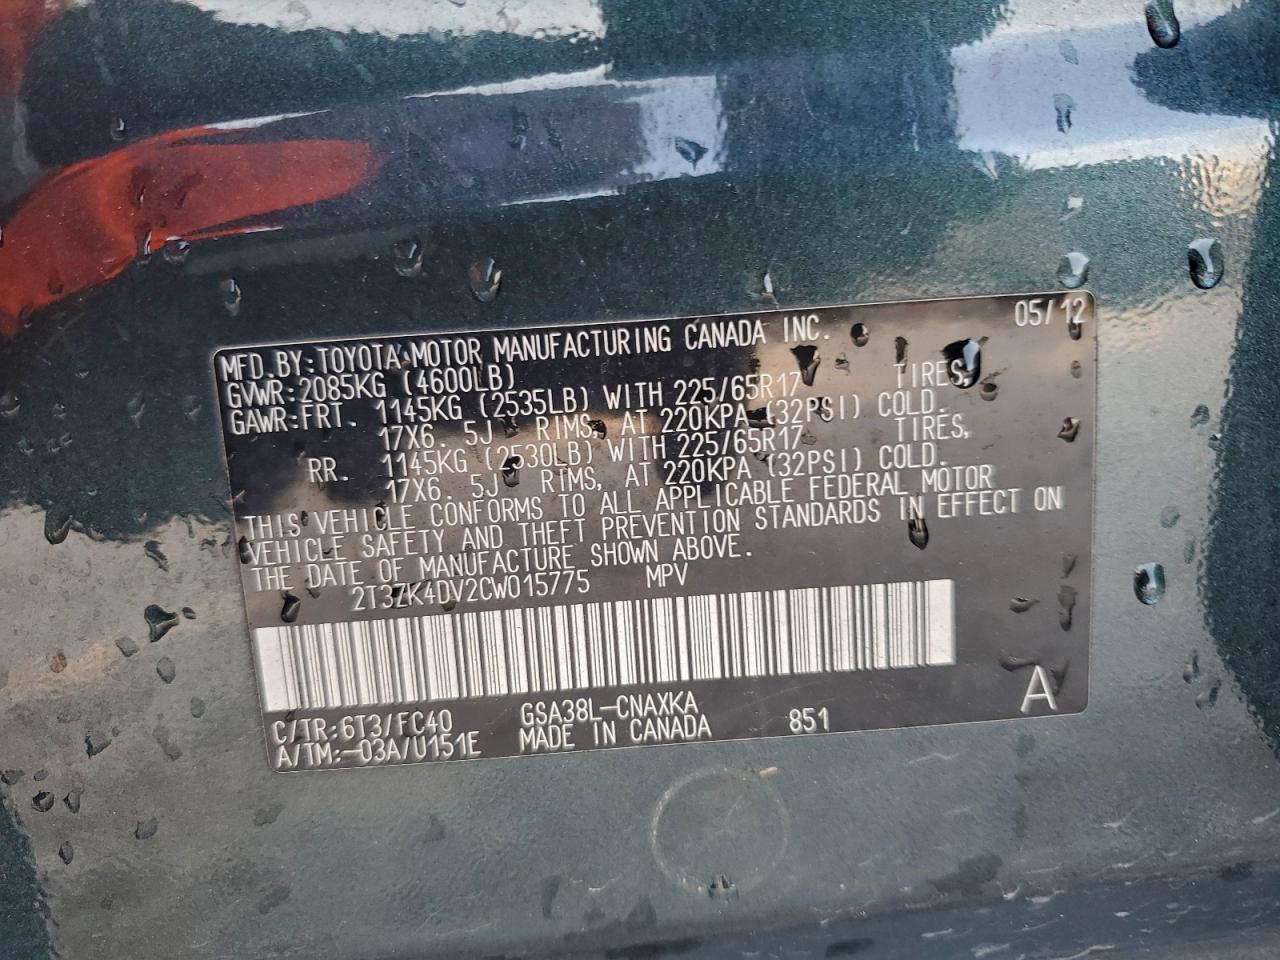 05/12
MFD.BY:TOYOTA MOTOR MANUFACTURING CANADA INC.
GVWR:2085KG (4600LB)
GAWR:FRT. 1145KG (2535LB) WITH 225/65R17 TIRES,
17X6. 5J RIMS, AT 220KPA (32PSI) COLD.
RR. 1145KG (2530LB) WITH 225/65R17 TIRES,
17X6. 5J RIMS, AT 220KPA (32PSI) COLD.
THIS VEHICLE CONFORMS TO ALL APPLICABLE FEDERAL MOTOR
VEHICLE SAFETY AND THEFT PREVENTION STANDARDS IN EFFECT ON
THE DATE OF MANUFACTURE SHOWN ABOVE.
2T3ZK4DV2CW015775 MPV
C/TR:6T3/FC40 GSA38L-CNAXKA A
A/TM:-03A/U151E MADE IN CANADA 851